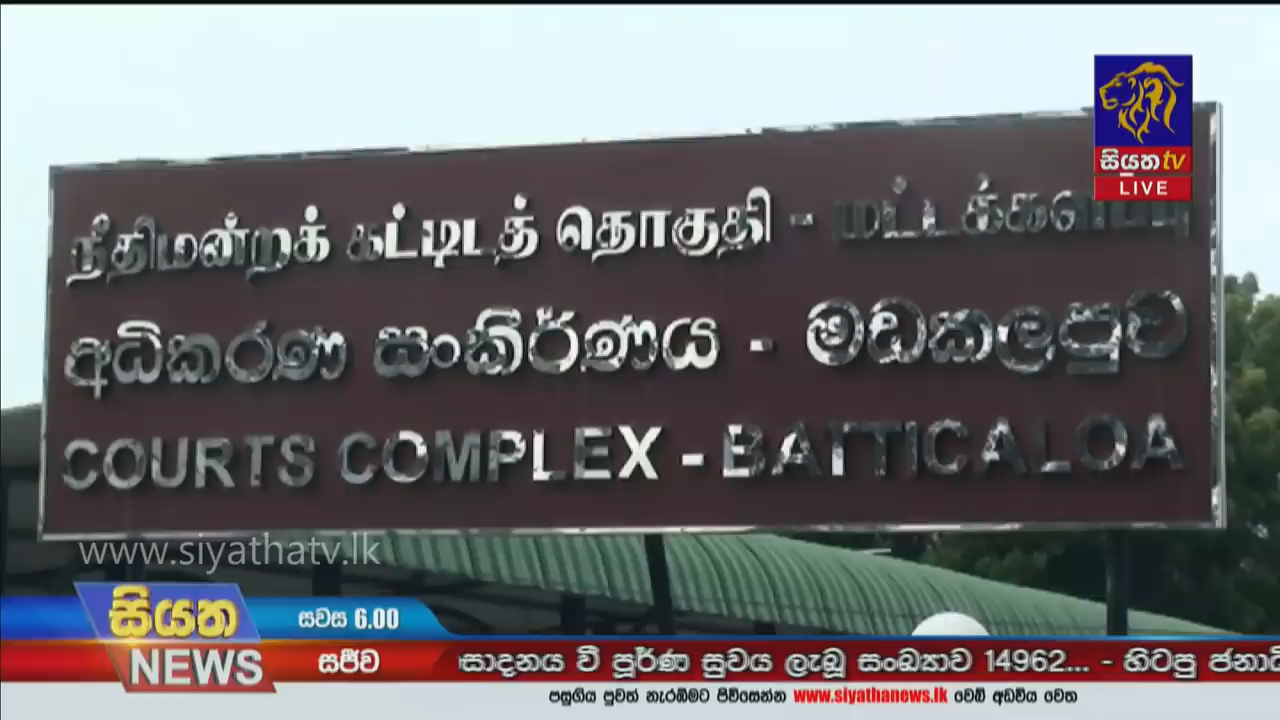 සියත tv
LIVE
நீதிமன்றக் கட்டிடத் தொகுதி - மட்டக்களப்பு
අධිකරණ සංකීර්ණය - මඩකලපුව
COURTS COMPLEX - BATTICALOA
www.siyathatv.lk
සියත
NEWS
සවස 6.00
සජීව
සාදනය වී පූර්ණ සුවය ලැබූ සංඛ්‍යාව 14962... - හිටපු
පසුගිය පුවත් නැරඹීමට පිවිසෙන්න www.siyathanews.lk වෙබ් අඩවිය වෙත